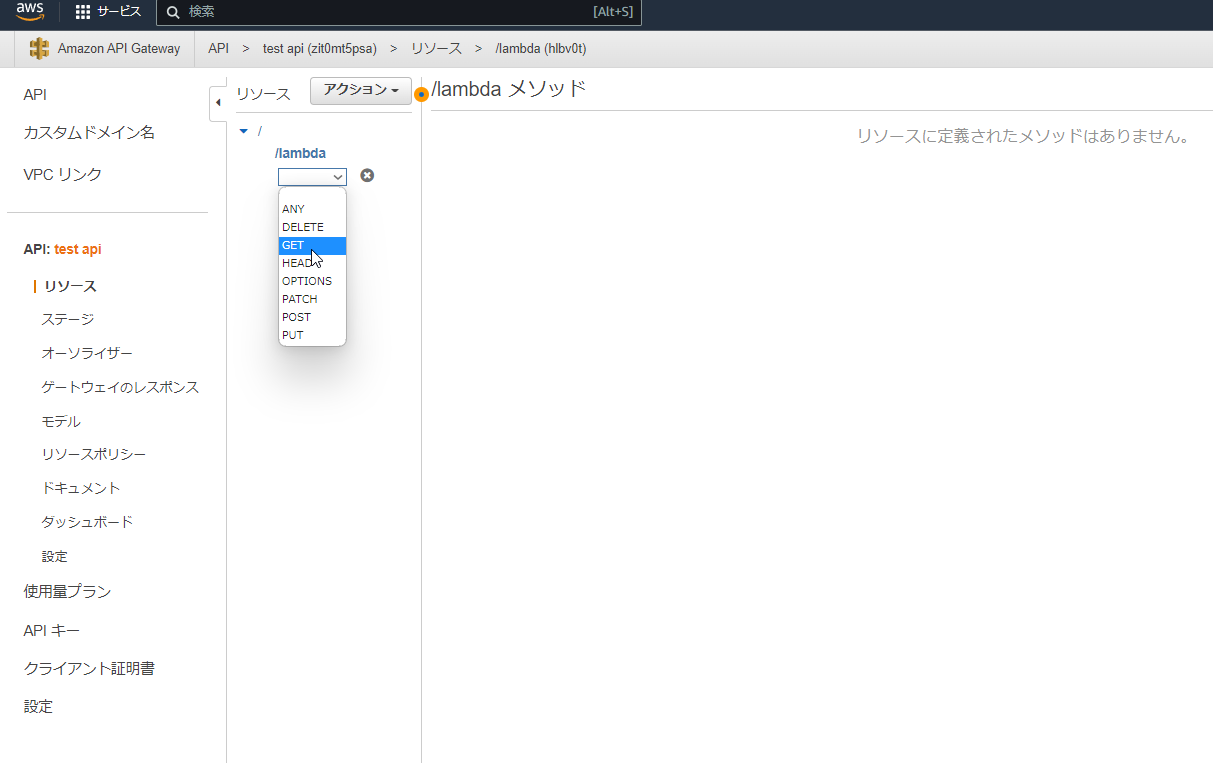 aws サービス 検索 [Alt+S]
Amazon API Gateway API > test api (zit0mt5psa) > リソース > /lambda (hlbv0t)
API
カスタムドメイン名
VPC リンク
API: test api
リソース
ステージ
オーソライザー
ゲートウェイのレスポンス
モデル
リソースポリシー
ドキュメント
ダッシュボード
設定
使用量プラン
API キー
クライアント証明書
設定
リソース アクション
/
/lambda
ANY
DELETE
GET
HEAD
OPTIONS
PATCH
POST
PUT
/lambda メソッド
リソースに定義されたメソッドはありません。